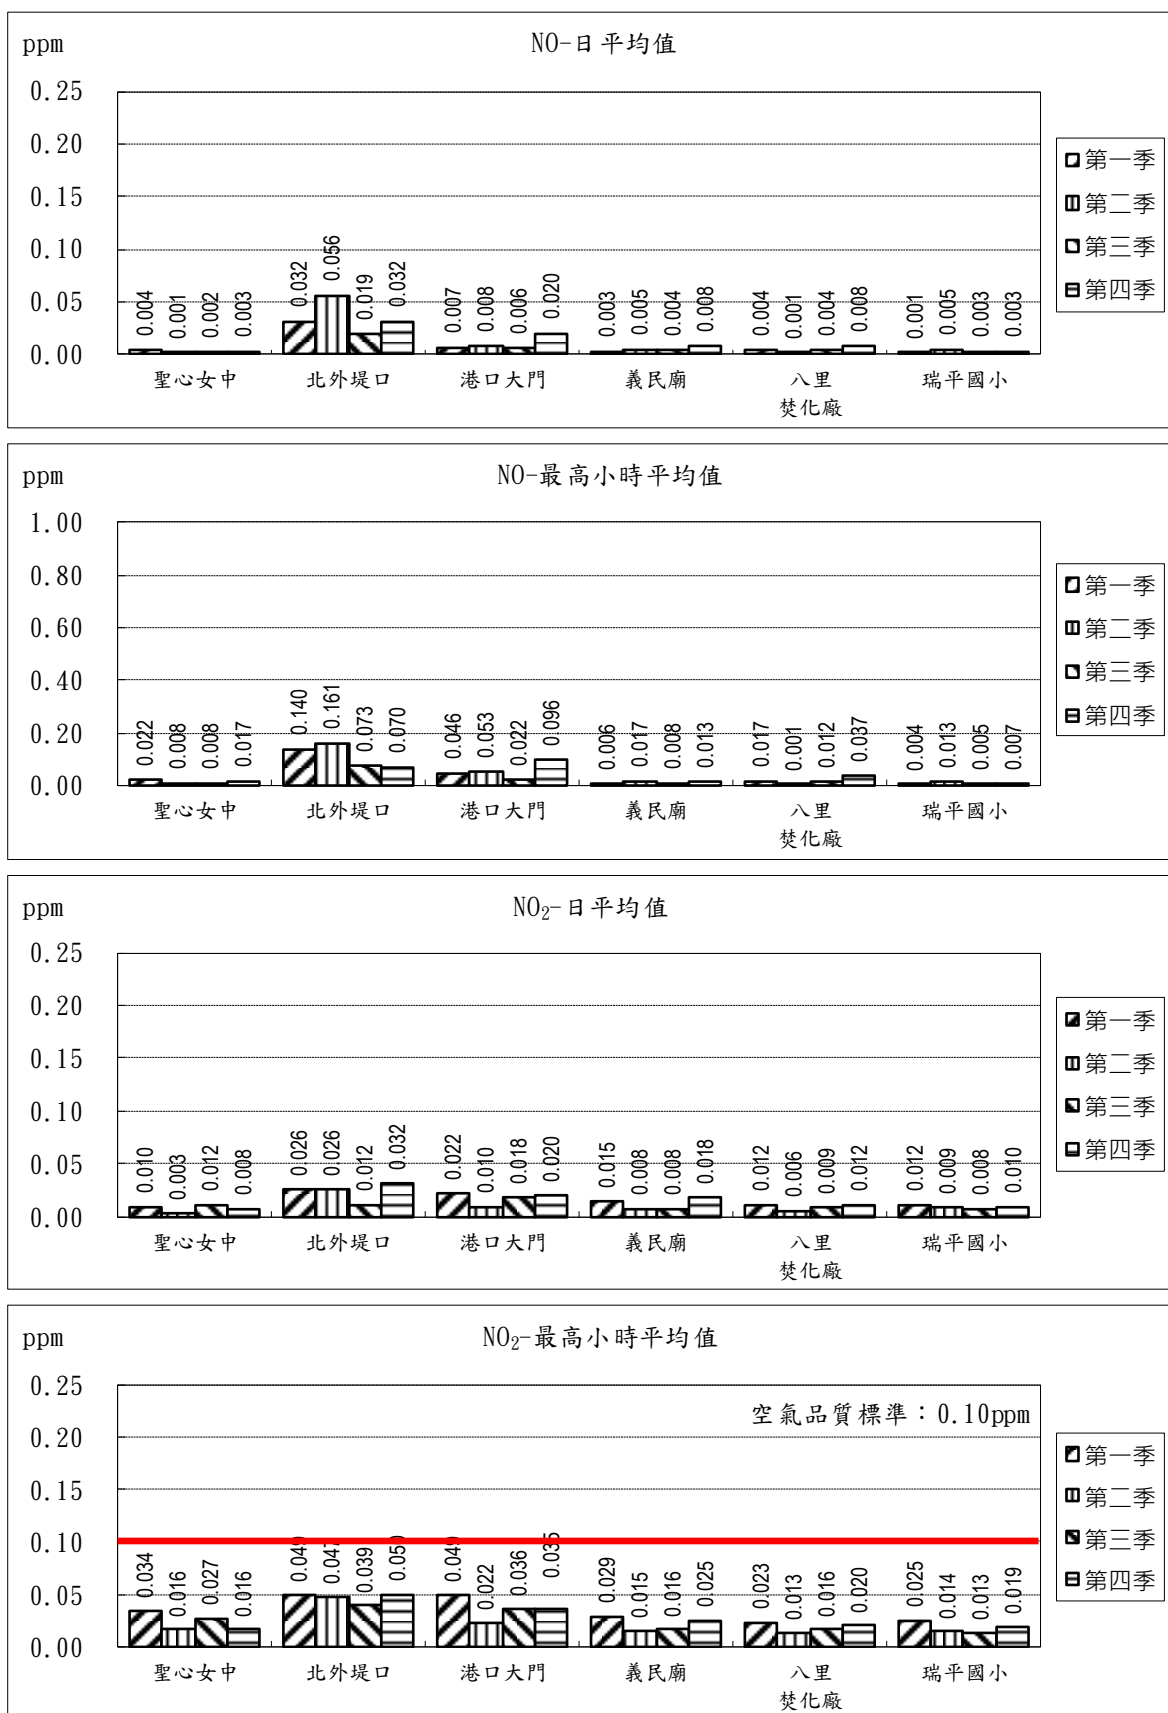 NO-日平均值
ppm
0.25
0.20
0.15
0.10
0.05
0.00
0.004 0.001 0.002 0.003 0.032 0.056 0.019 0.032 0.007 0.008 0.006 0.020 0.003 0.005 0.004 0.008 0.004 0.001 0.004 0.008 0.001 0.005 0.003 0.003
聖心女中 北外堤口 港口大門 義民廟 八里 瑞平國小
焚化廠
第一季
第二季
第三季
第四季
NO-最高小時平均值
ppm
1.00
0.80
0.60
0.40
0.20
0.00
0.022 0.008 0.008 0.017 0.140 0.161 0.073 0.070 0.046 0.053 0.022 0.096 0.006 0.017 0.008 0.013 0.017 0.001 0.012 0.037 0.004 0.013 0.005 0.007
聖心女中 北外堤口 港口大門 義民廟 八里 瑞平國小
焚化廠
第一季
第二季
第三季
第四季
NO₂-日平均值
ppm
0.25
0.20
0.15
0.10
0.05
0.00
0.010 0.003 0.012 0.008 0.026 0.026 0.012 0.032 0.022 0.010 0.018 0.020 0.015 0.008 0.008 0.018 0.012 0.006 0.009 0.012 0.012 0.009 0.008 0.010
聖心女中 北外堤口 港口大門 義民廟 八里 瑞平國小
焚化廠
第一季
第二季
第三季
第四季
NO₂-最高小時平均值
ppm
0.25
0.20
0.15
0.10
0.05
0.00
空氣品質標準：0.10ppm
0.034 0.016 0.027 0.016 0.049 0.047 0.039 0.050 0.049 0.022 0.036 0.035 0.029 0.015 0.016 0.025 0.023 0.013 0.016 0.020 0.025 0.014 0.013 0.019
聖心女中 北外堤口 港口大門 義民廟 八里 瑞平國小
焚化廠
第一季
第二季
第三季
第四季